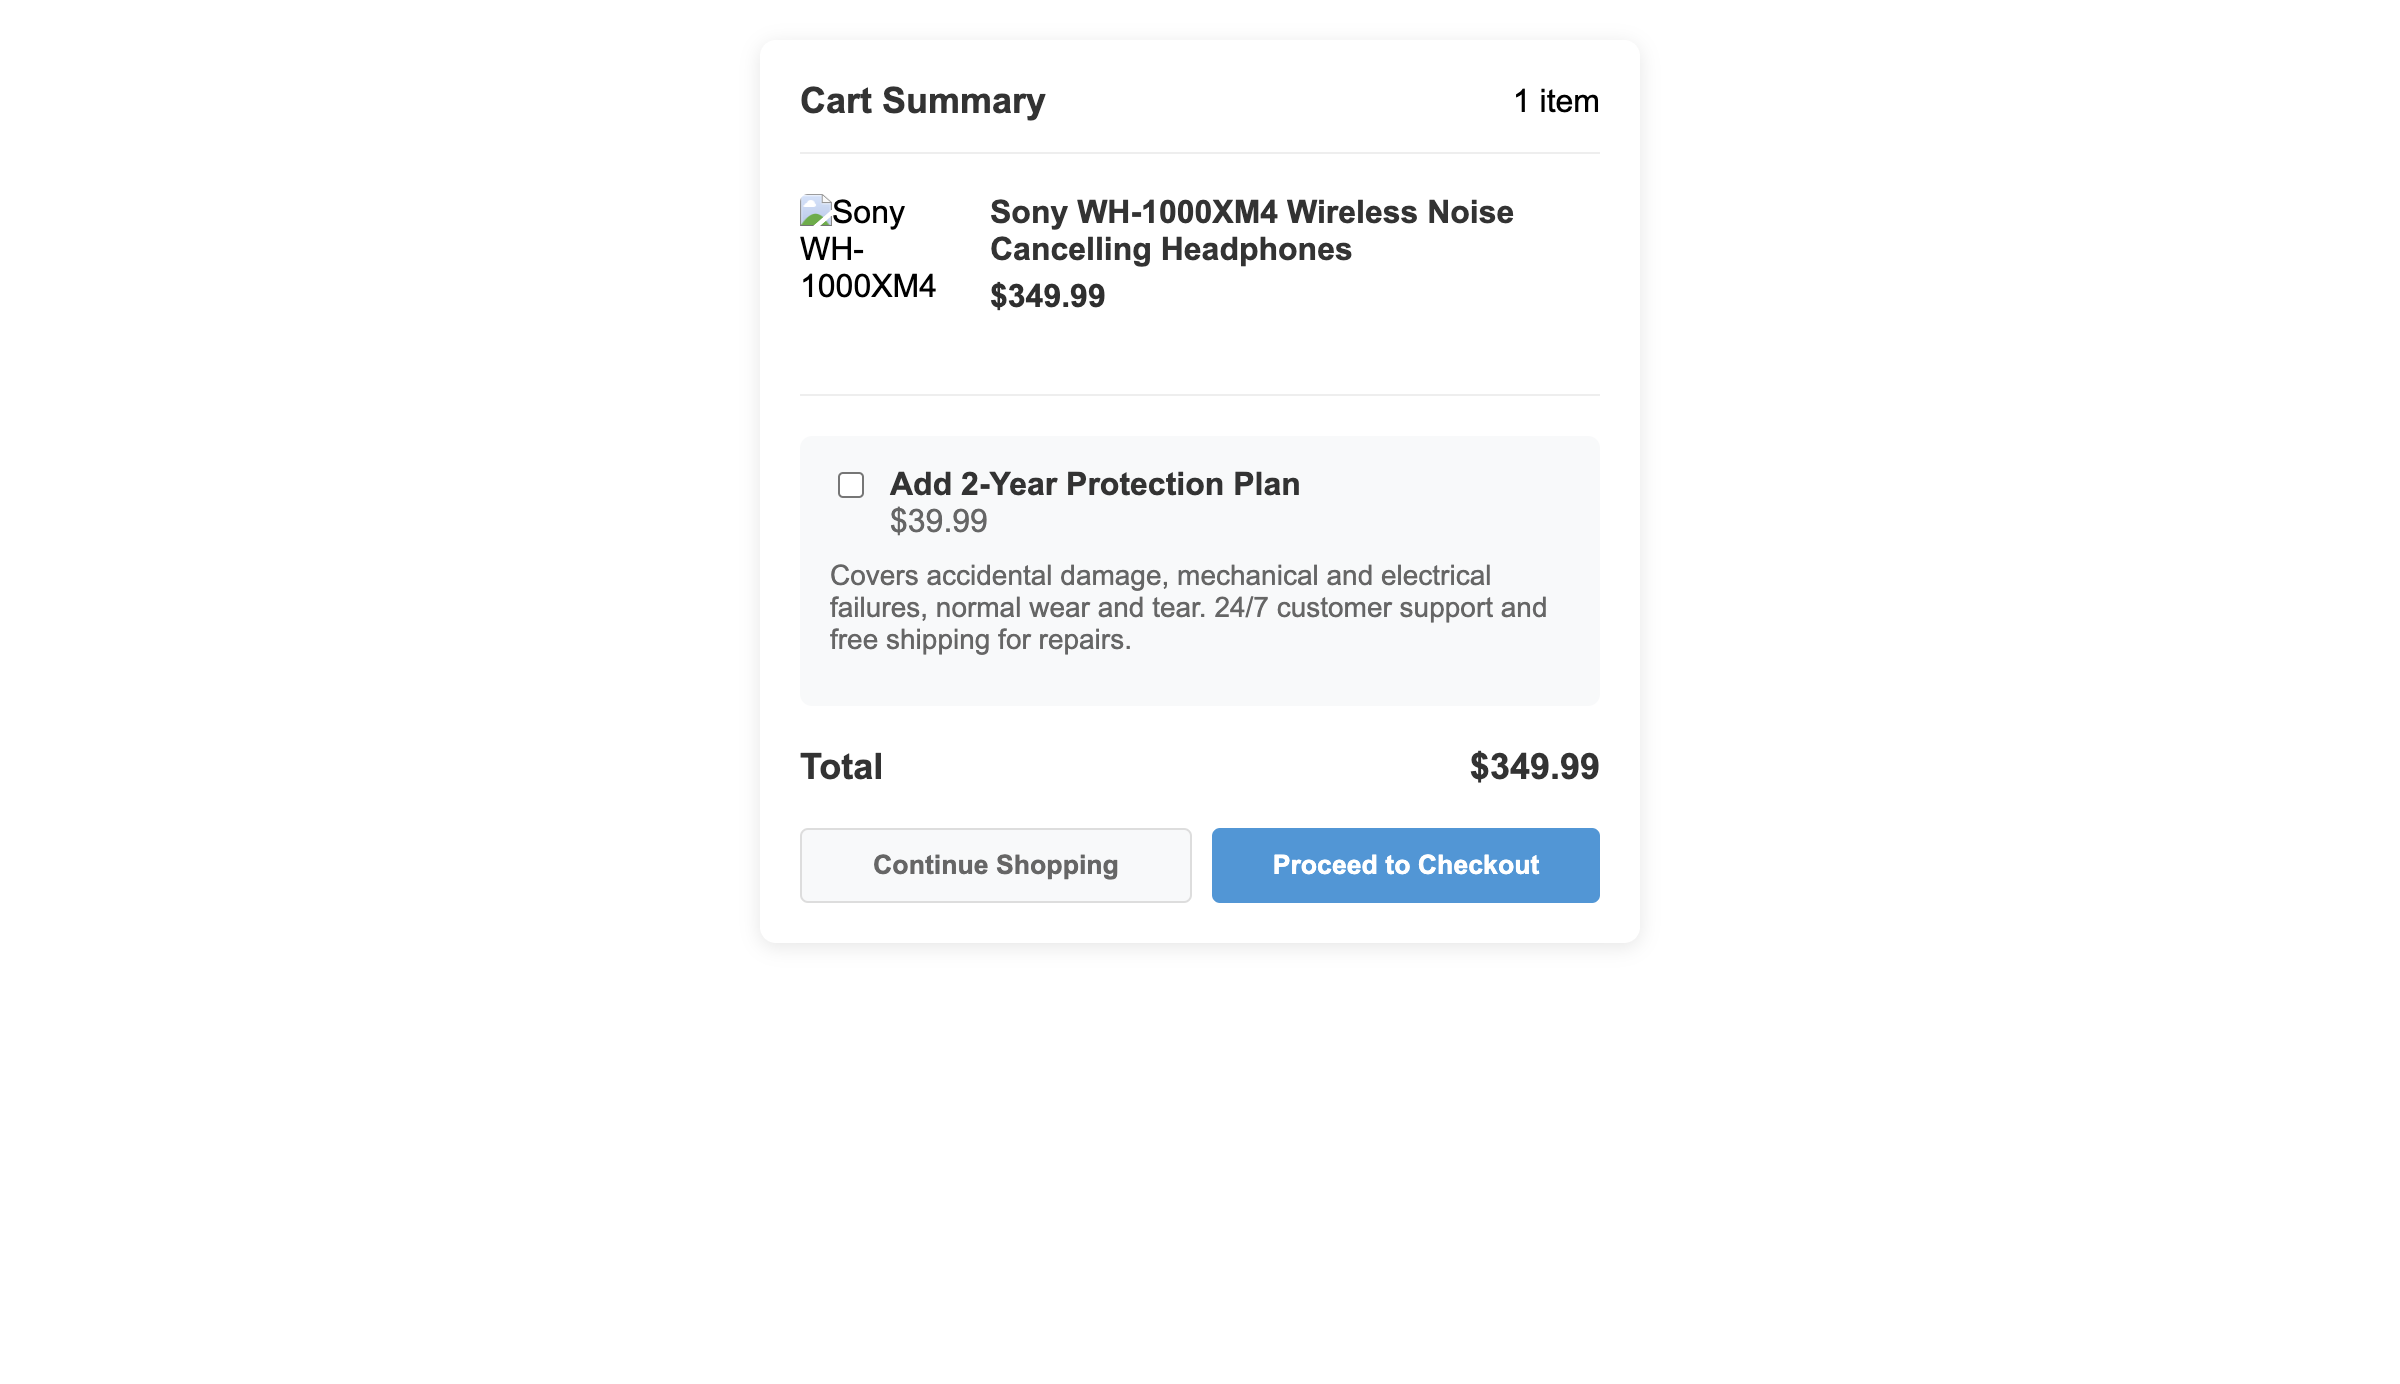 Cart Summary
1 item
Sony
WH-
1000XM4
Sony WH-1000XM4 Wireless Noise
Cancelling Headphones
$349.99
Add 2-Year Protection Plan
$39.99
Covers accidental damage, mechanical and electrical
failures, normal wear and tear. 24/7 customer support and
free shipping for repairs.
Total
$349.99
Continue Shopping
Proceed to Checkout